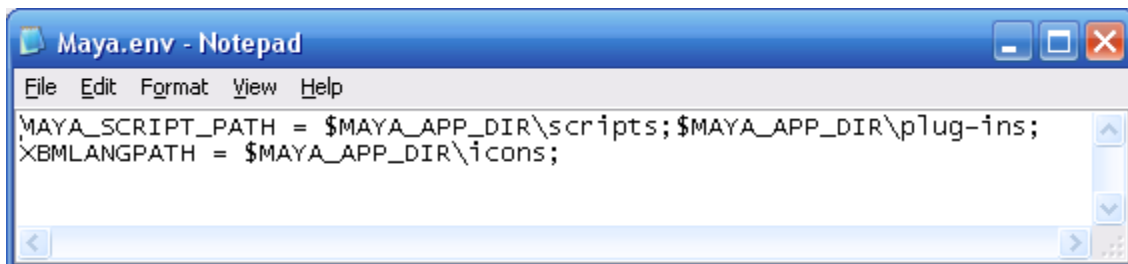 Maya.env - Notepad
File Edit Format View Help
MAYA_SCRIPT_PATH = $MAYA_APP_DIR\scripts;$MAYA_APP_DIR\plug-ins;
XBMLANGPATH = $MAYA_APP_DIR\icons;